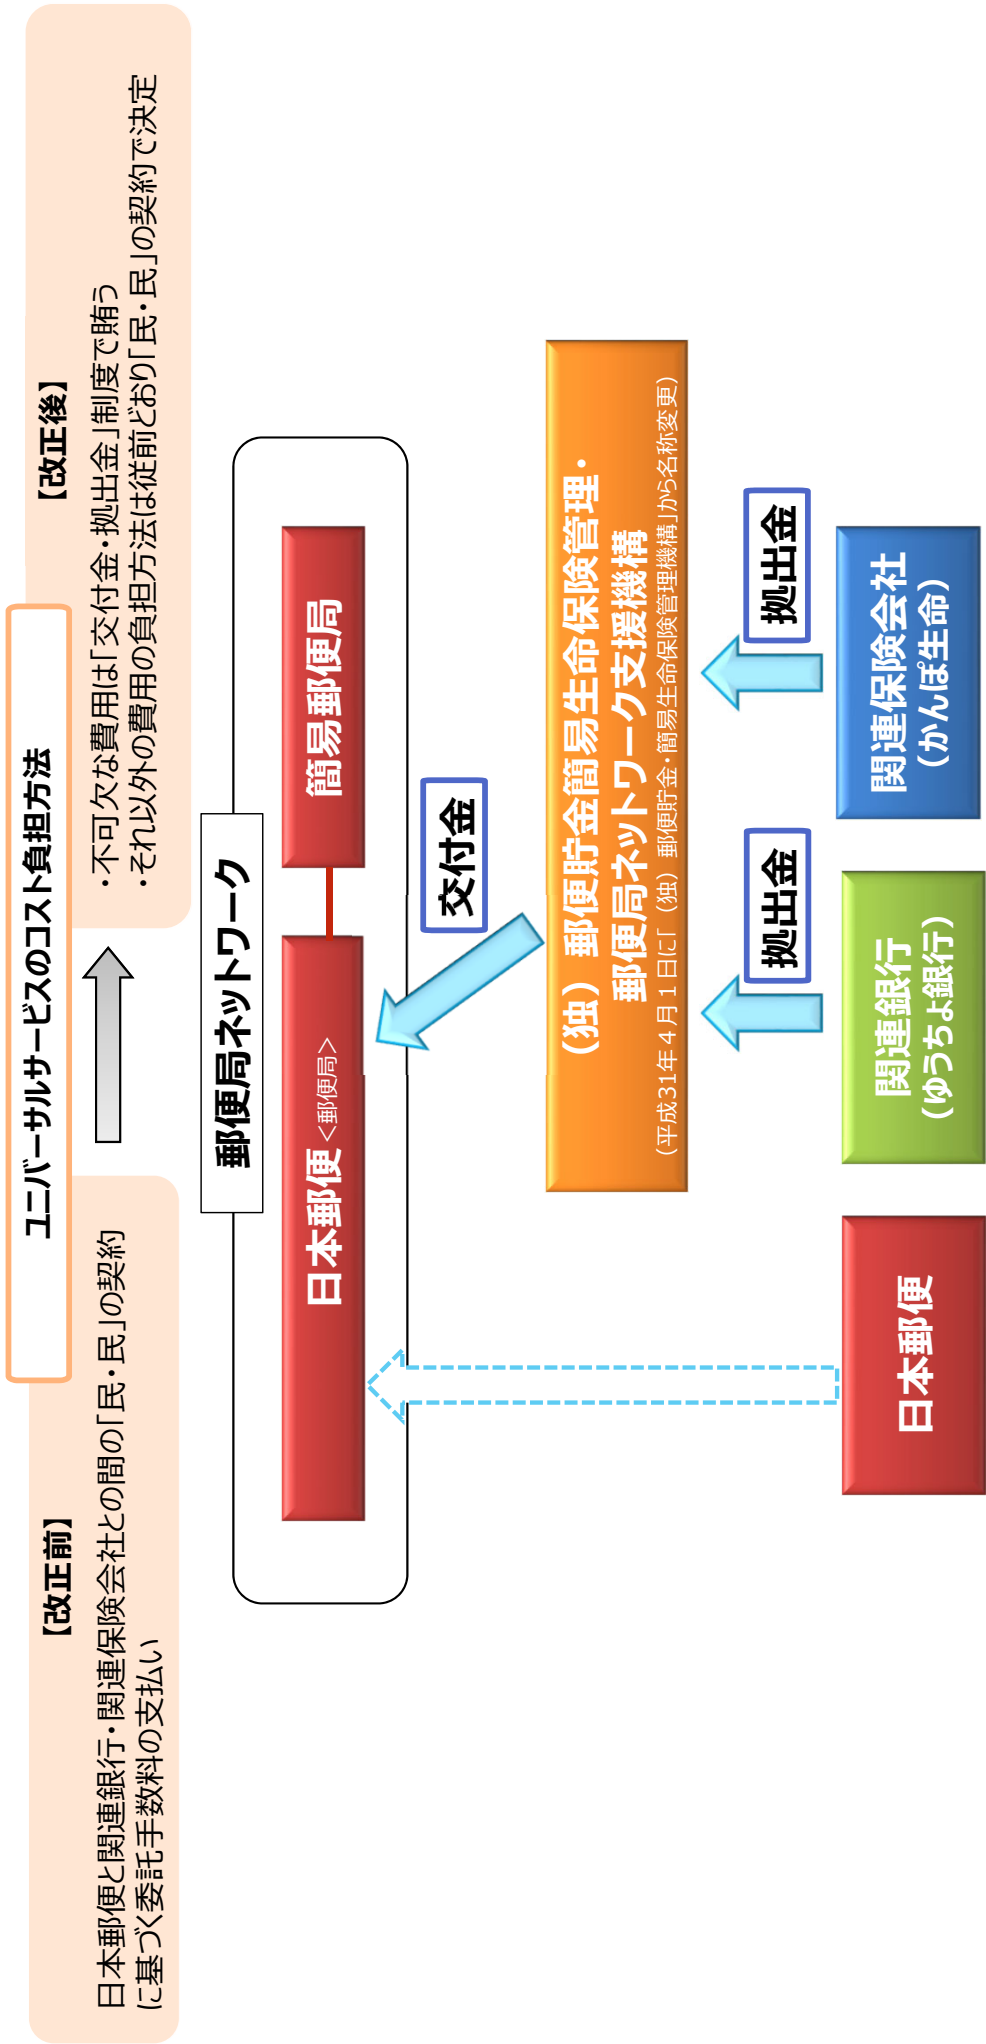 ユニバーサルサービスのコスト負担方法
【改正前】
日本郵便と関連銀行・関連保険会社との間の「民・民」の契約
に基づく委託手数料の支払い
【改正後】
・不可欠な費用は「交付金・拠出金」制度で賄う
・それ以外の費用の負担方法は従前どおり「民・民」の契約で決定
郵便局ネットワーク
日本郵便<郵便局>
簡易郵便局
交付金
(独)郵便貯金簡易生命保険管理・
郵便局ネットワーク支援機構
(平成31年4月1日に「(独)郵便貯金・簡易生命保険管理機構」から名称変更)
拠出金
拠出金
日本郵便
関連銀行
(ゆうちょ銀行)
関連保険会社
(かんぽ生命)